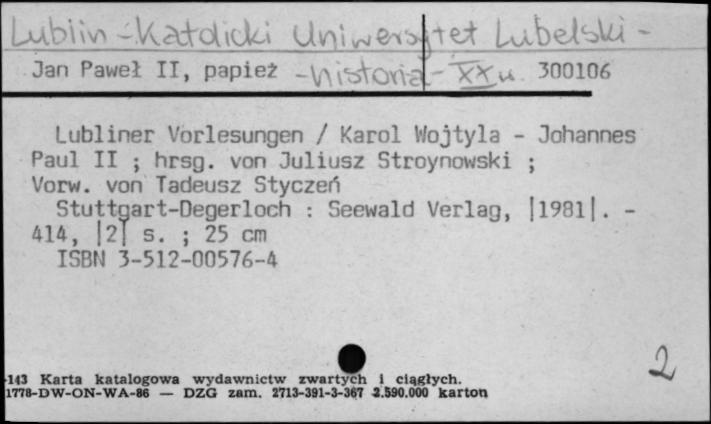 Lublin - Katolicki Uniwersytet Lubelski -
Jan Paweł II, papież - historia - XX w. 300106
Lubliner Vorlesungen / Karol Wojtyla - Johannes
Paul II ; hrsg. von Juliusz Stroynowski ;
Vorw. von Tadeusz Styczeń
Stuttgart-Degerloch : Seewald Verlag, |1981|. -
414, |2| s. ; 25 cm
ISBN 3-512-00576-4
2
-143 Karta katalogowa wydawnictw zwartych i ciągłych.
1778-DW-ON-WA-86 — DZG zam. 2713-391-3-367 2.590.000 karton